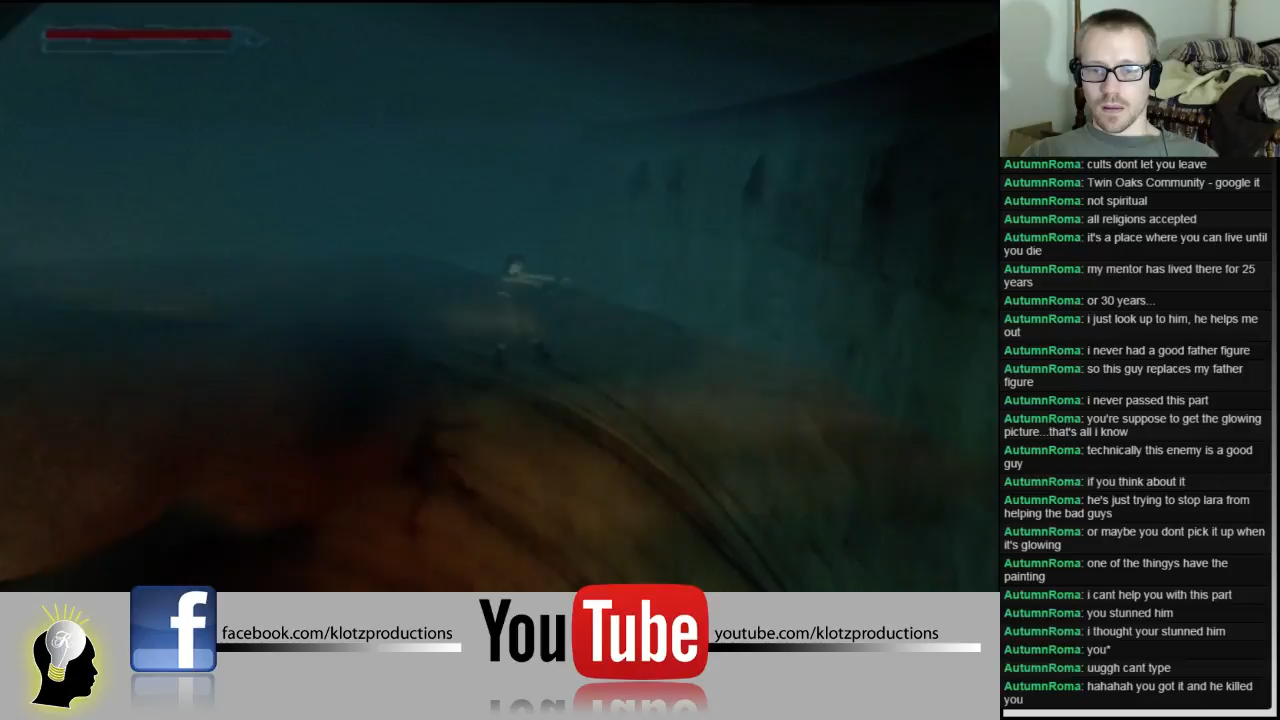 AutumnRoma: cults dont let you leave
AutumnRoma: Twin Oaks Community - google it
AutumnRoma: not spiritual
AutumnRoma: all religions accepted
AutumnRoma: it's a place where you can live until
you die
AutumnRoma: my mentor has lived there for 25
years
AutumnRoma: or 30 years...
AutumnRoma: i just look up to him, he helps me
out
AutumnRoma: i never had a good father figure
AutumnRoma: so this guy replaces my father
figure
AutumnRoma: i never passed this part
AutumnRoma: you're suppose to get the glowing
picture...that's all i know
AutumnRoma: technically this enemy is a good
guy
AutumnRoma: if you think about it
AutumnRoma: he's just trying to stop lara from
helping the bad guys
AutumnRoma: or maybe you dont pick it up when
it's glowing
AutumnRoma: one of the thingys have the
painting
AutumnRoma: i cant help you with this part
AutumnRoma: you stunned him
AutumnRoma: i thought your stunned him
AutumnRoma: you*
AutumnRoma: uuggh cant type
AutumnRoma: hahahah you got it and he killed
you
K
f
facebook.com/klotzproductions
YouTube
youtube.com/klotzproductions